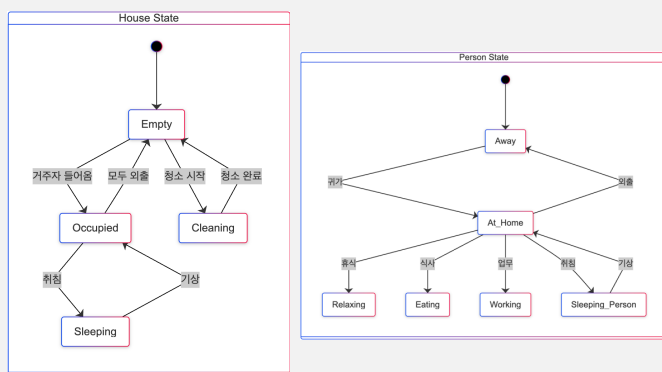 House State
Empty
거주자 들어옴
모두 외출
청소 시작
청소 완료
Occupied
Cleaning
취침
기상
Sleeping
Person State
Away
귀가
외출
At_Home
휴식
식사
업무
취침
기상
Relaxing
Eating
Working
Sleeping_Person